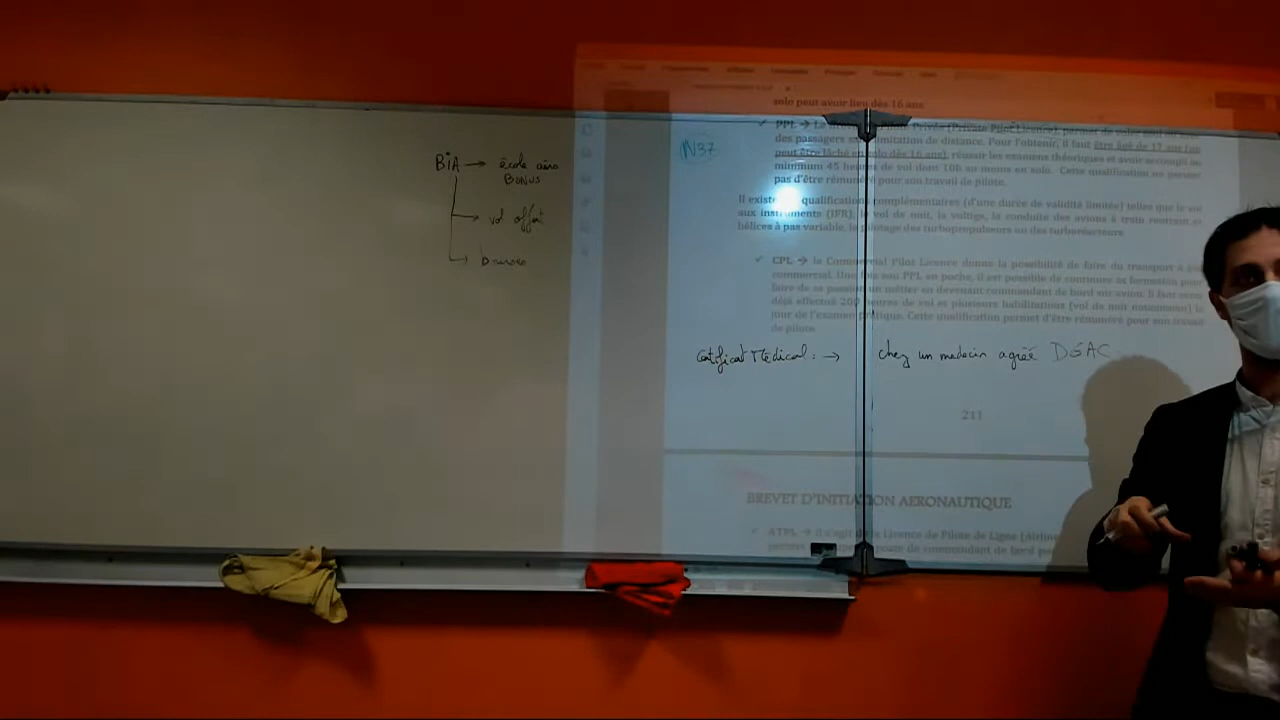 BiA → école aéro
BONUS
→ vol offert
→ bourses
N37
solo peut avoir lieu dès 16 ans.
✓ PPL → Privée (Private Pilot Licence), permet de voler
des passagers sans limitation de distance. Pour l'obtenir, il faut être âgé de 17 ans (on
peut être lâché en solo dès 16 ans), réussir les examens théoriques et avoir accompli au
minimum 45 heures de vol dont 10h au moins en solo. Cette qualification ne permet
pas d'être rémunéré pour son travail de pilote.
Il existe qualifications complémentaires (d'une durée de validité limitée) telles que le vol
aux instruments (IFR), le vol de nuit, la voltige, la conduite des avions à train rentrant et
hélices à pas variable, le pilotage des turbopropulseurs ou des turboréacteurs.
✓ CPL → la Commercial Pilot Licence donne la possibilité de faire du transport
commercial. Une fois son PPL en poche, il est possible de continuer sa formation pour
faire de sa passion un métier en devenant commandant de bord sur avion. Il faut avoir
déjà effectué 200 heures de vol et plusieurs habilitations (vol de nuit notamment) le
jour de l'examen pratique. Cette qualification permet d'être rémunéré pour son travail
de pilote.
Certificat Médical : → chez un medecin agréé DGAC
211
BREVET D'INITIATION AERONAUTIQUE
✓ ATPL → il s'agit de la Licence de Pilote de Ligne (Airline
de commandant de bord